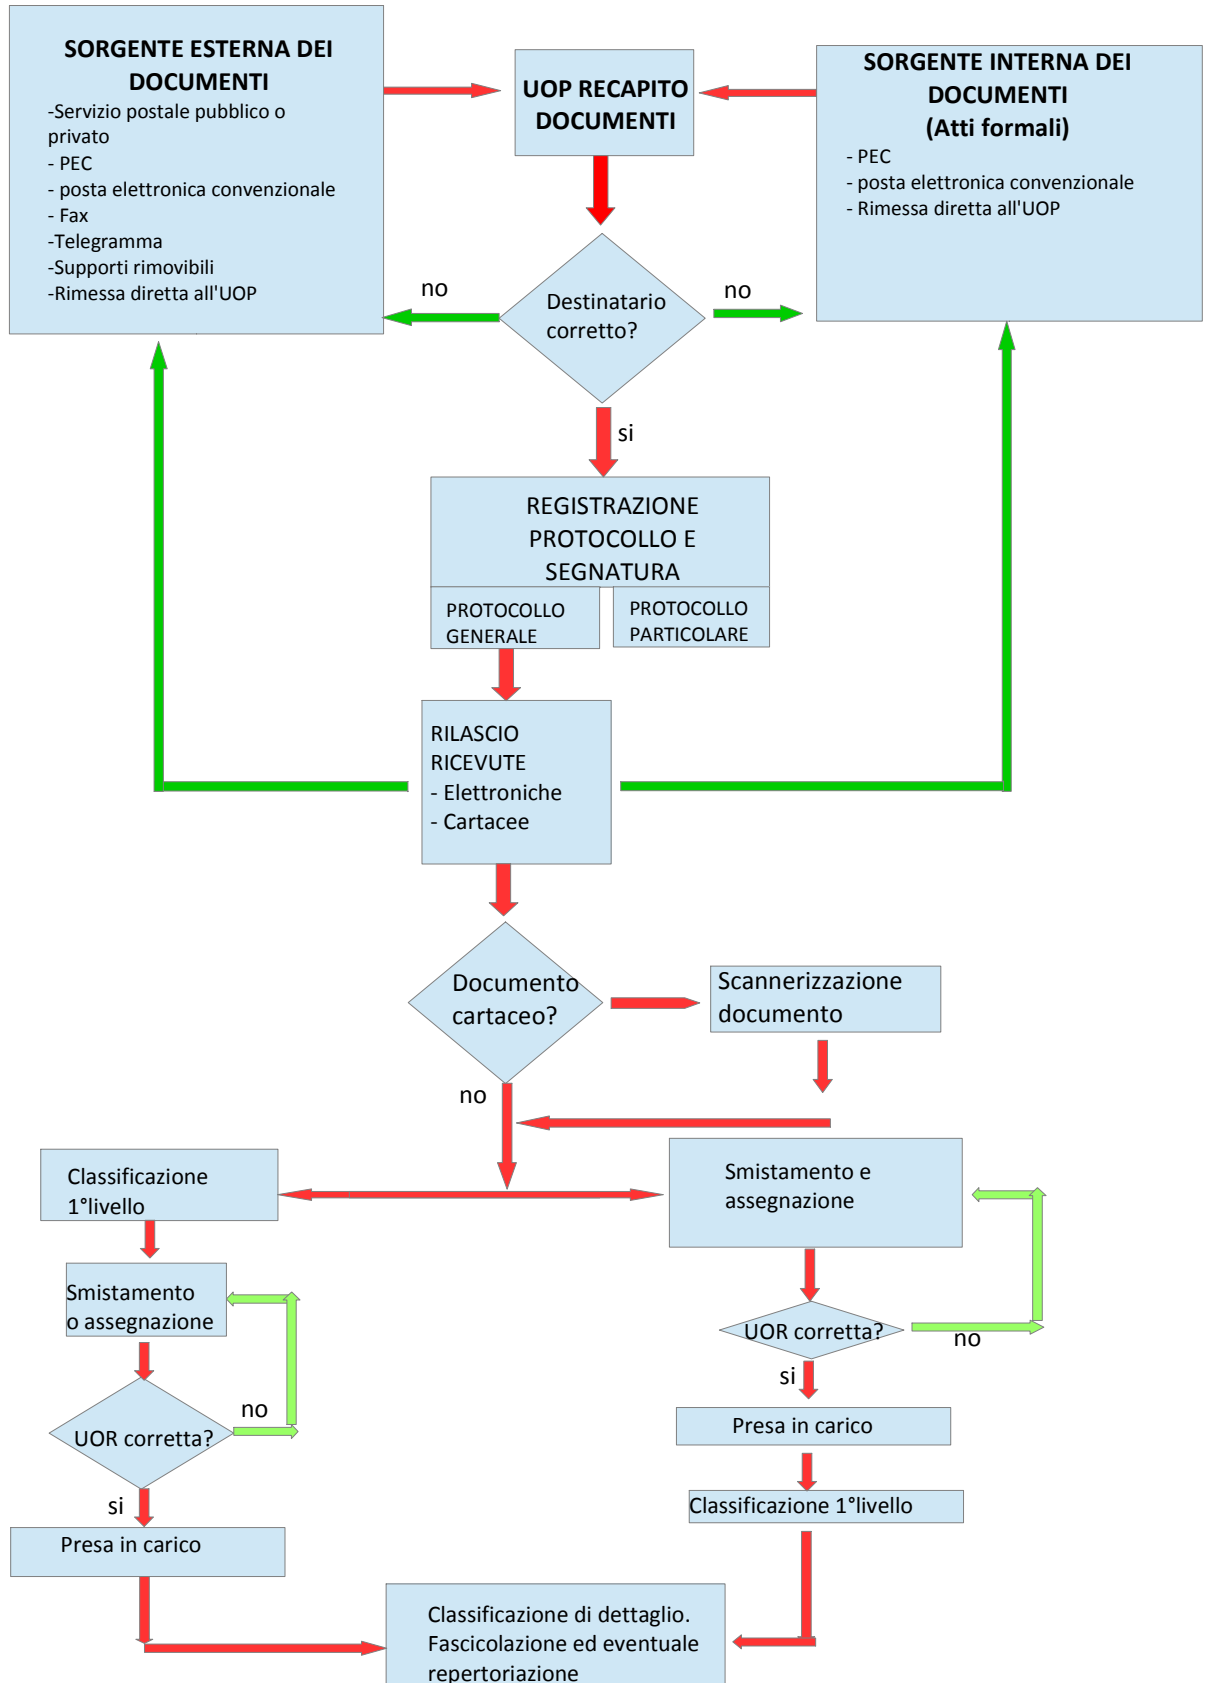 SORGENTE ESTERNA DEI
DOCUMENTI
-Servizio postale pubblico o
privato
- PEC
- posta elettronica convenzionale
- Fax
-Telegramma
-Supporti rimovibili
-Rimessa diretta all'UOP
UOP RECAPITO
DOCUMENTI
SORGENTE INTERNA DEI
DOCUMENTI
(Atti formali)
- PEC
- posta elettronica convenzionale
- Rimessa diretta all'UOP
no
Destinatario
corretto?
no
si
REGISTRAZIONE
PROTOCOLLO E
SEGNATURA
PROTOCOLLO
GENERALE
PROTOCOLLO
PARTICOLARE
RILASCIO
RICEVUTE
- Elettroniche
- Cartacee
Documento
cartaceo?
Scannerizzazione
documento
no
Classificazione
1°livello
Smistamento e
assegnazione
Smistamento
o assegnazione
UOR corretta?
no
si
Presa in carico
UOR corretta?
no
si
Presa in carico
Classificazione 1°livello
Classificazione di dettaglio.
Fascicolazione ed eventuale
repertoriazione